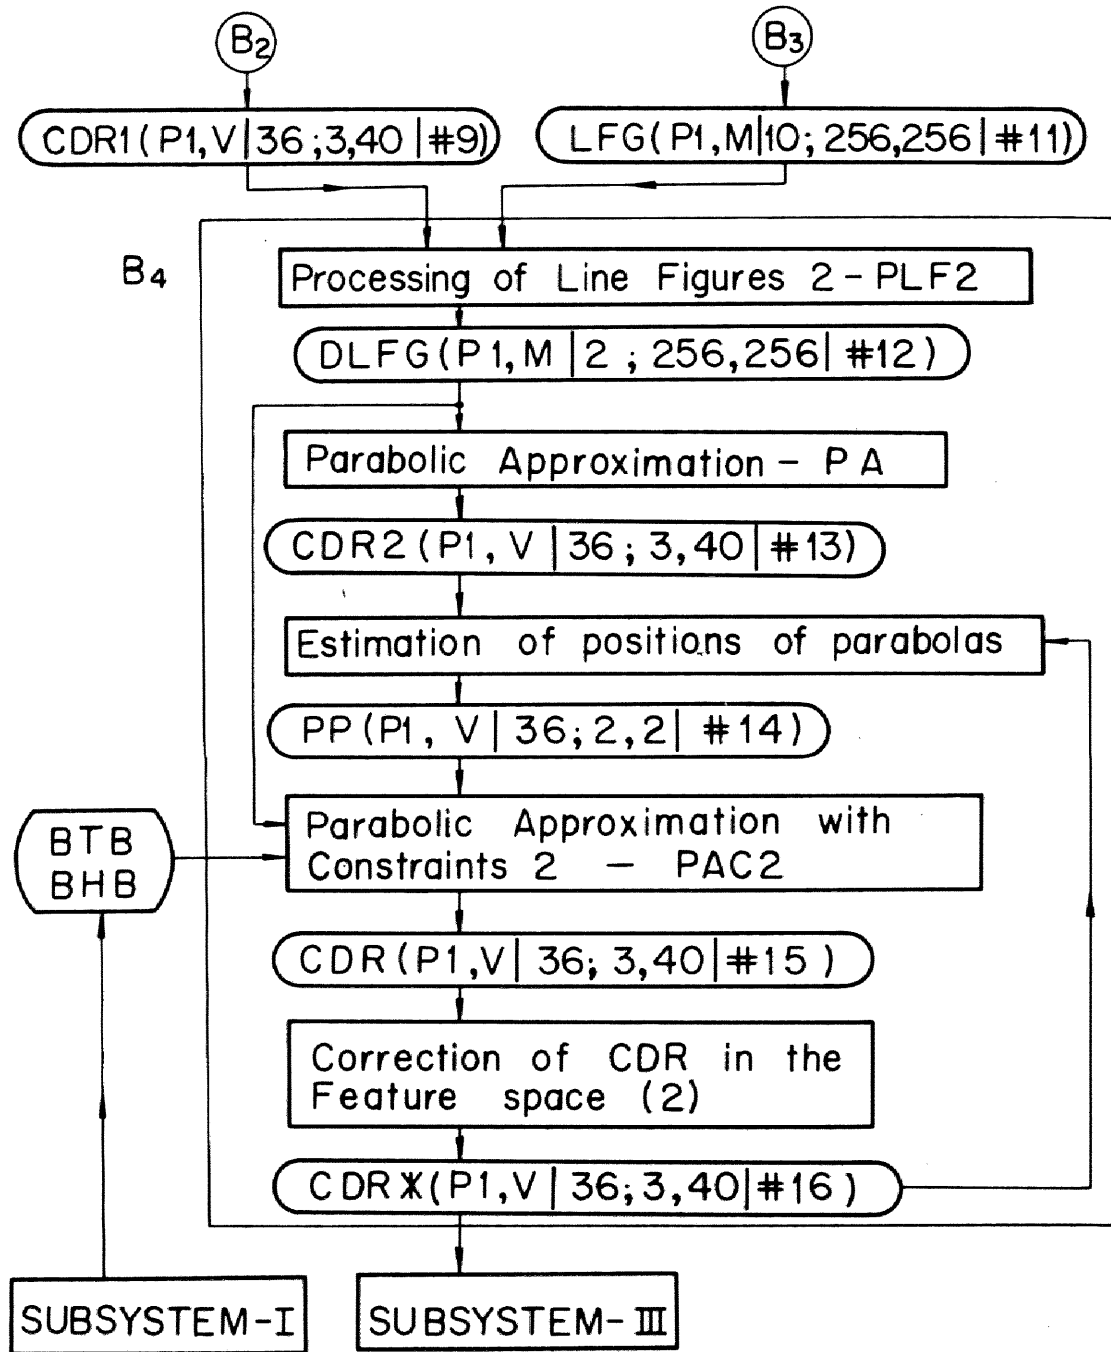 B2
B3
CDR1(P1,V|36;3,40|#9)
LFG(P1,M|10;256,256|#11)
B4
Processing of Line Figures 2-PLF2
DLFG(P1,M|2;256,256|#12)
Parabolic Approximation - PA
CDR2(P1,V|36;3,40|#13)
Estimation of positions of parabolas
PP(P1,V|36;2,2|#14)
Parabolic Approximation with
Constraints 2 - PAC2
BTB
BHB
CDR(P1,V|36;3,40|#15)
Correction of CDR in the
Feature space (2)
CDRЖ(P1,V|36;3,40|#16)
SUBSYSTEM-I
SUBSYSTEM-III